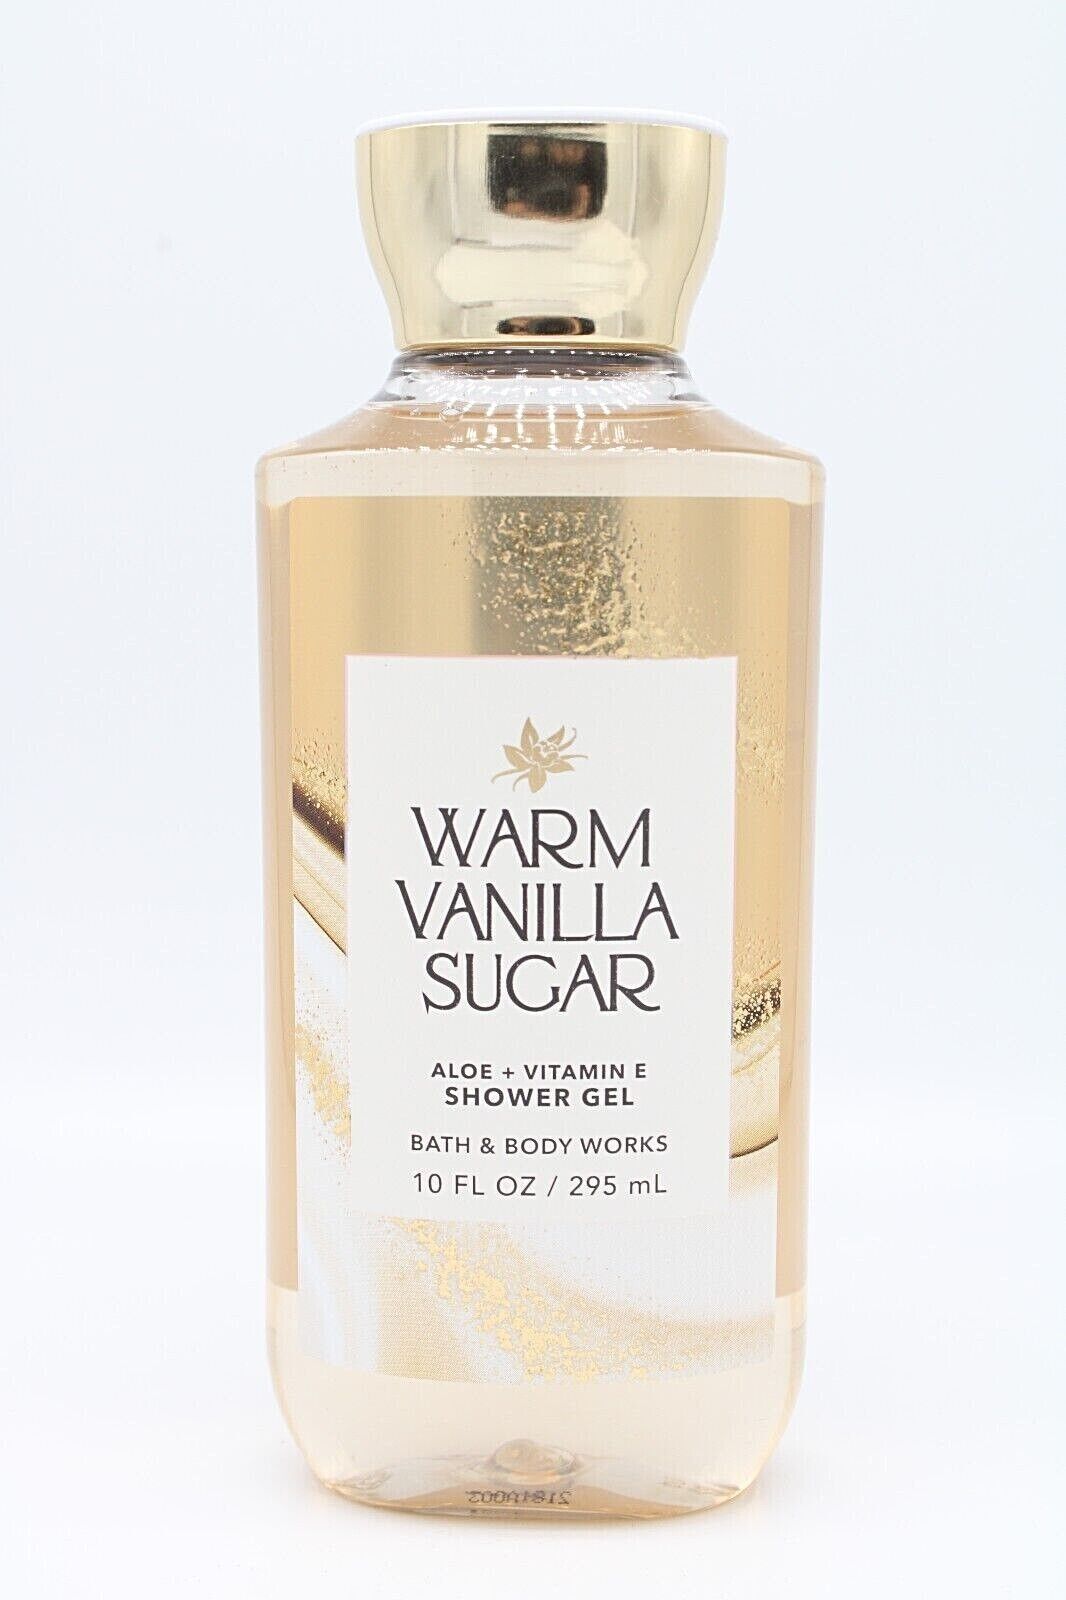 WARM
VANILLA
SUGAR
ALOE + VITAMIN E
SHOWER GEL
BATH & BODY WORKS
10 FL OZ / 295 mL